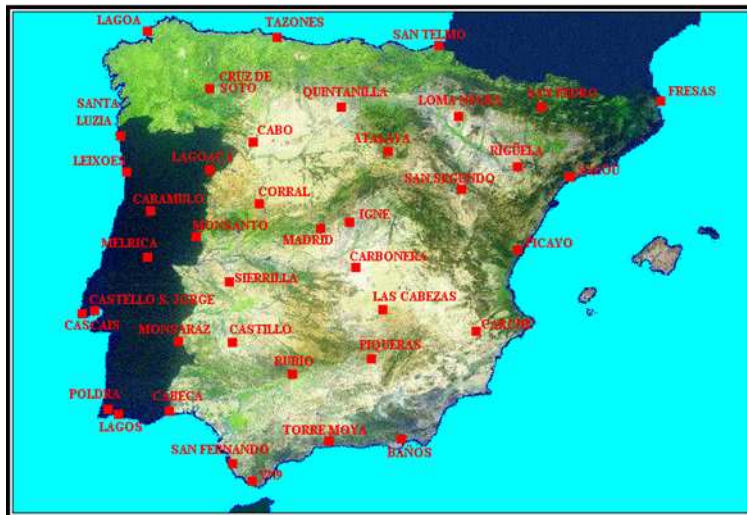 LAGOA
TAZONES
SAN TELMO
CRUZ DE
SOTO
QUINTANILLA
LOMA NEGRA
SAN PEDRO
FRESAS
SANTA
LUZIA
CABO
ATALAYA
LEIXOES
LAGOACA
RIGÜELA
SAN SEGUNDO
CARAMULO
CORRAL
IGNE
MONSANTO
MADRID
PICAYO
MELRICA
CARBONERA
SIERRILLA
CASTELLO S. JORGE
LAS CABEZAS
CASCAIS
MONSARAZ
CASTILLO
PIQUERAS
RUBIO
POLDRA
CABECA
LAGOS
TORRE MOYA
BAÑOS
SAN FERNANDO